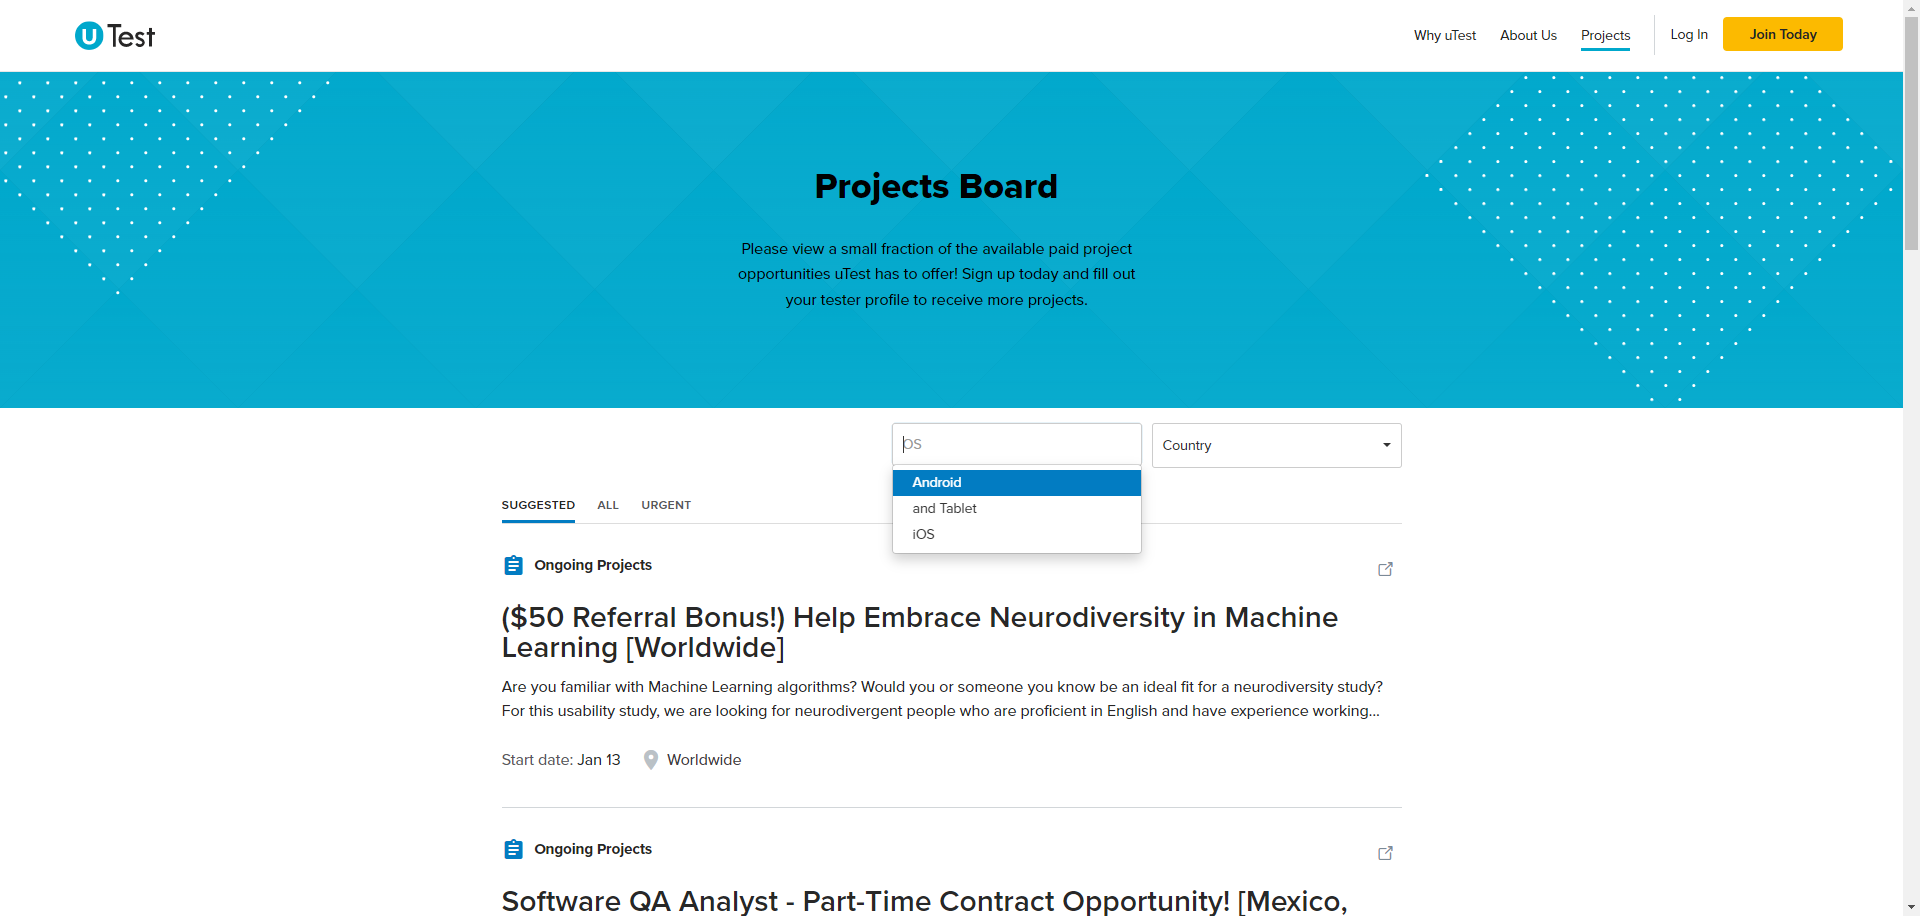 uTest
Why uTest
About Us
Projects
Log In
Join Today
Projects Board
Please view a small fraction of the available paid project
opportunities uTest has to offer! Sign up today and fill out
your tester profile to receive more projects.
OS
Country
Android
and Tablet
iOS
SUGGESTED
ALL
URGENT
Ongoing Projects
($50 Referral Bonus!) Help Embrace Neurodiversity in Machine
Learning [Worldwide]
Are you familiar with Machine Learning algorithms? Would you or someone you know be an ideal fit for a neurodiversity study?
For this usability study, we are looking for neurodivergent people who are proficient in English and have experience working...
Start date: Jan 13
Worldwide
Ongoing Projects
Software QA Analyst - Part-Time Contract Opportunity! [Mexico,